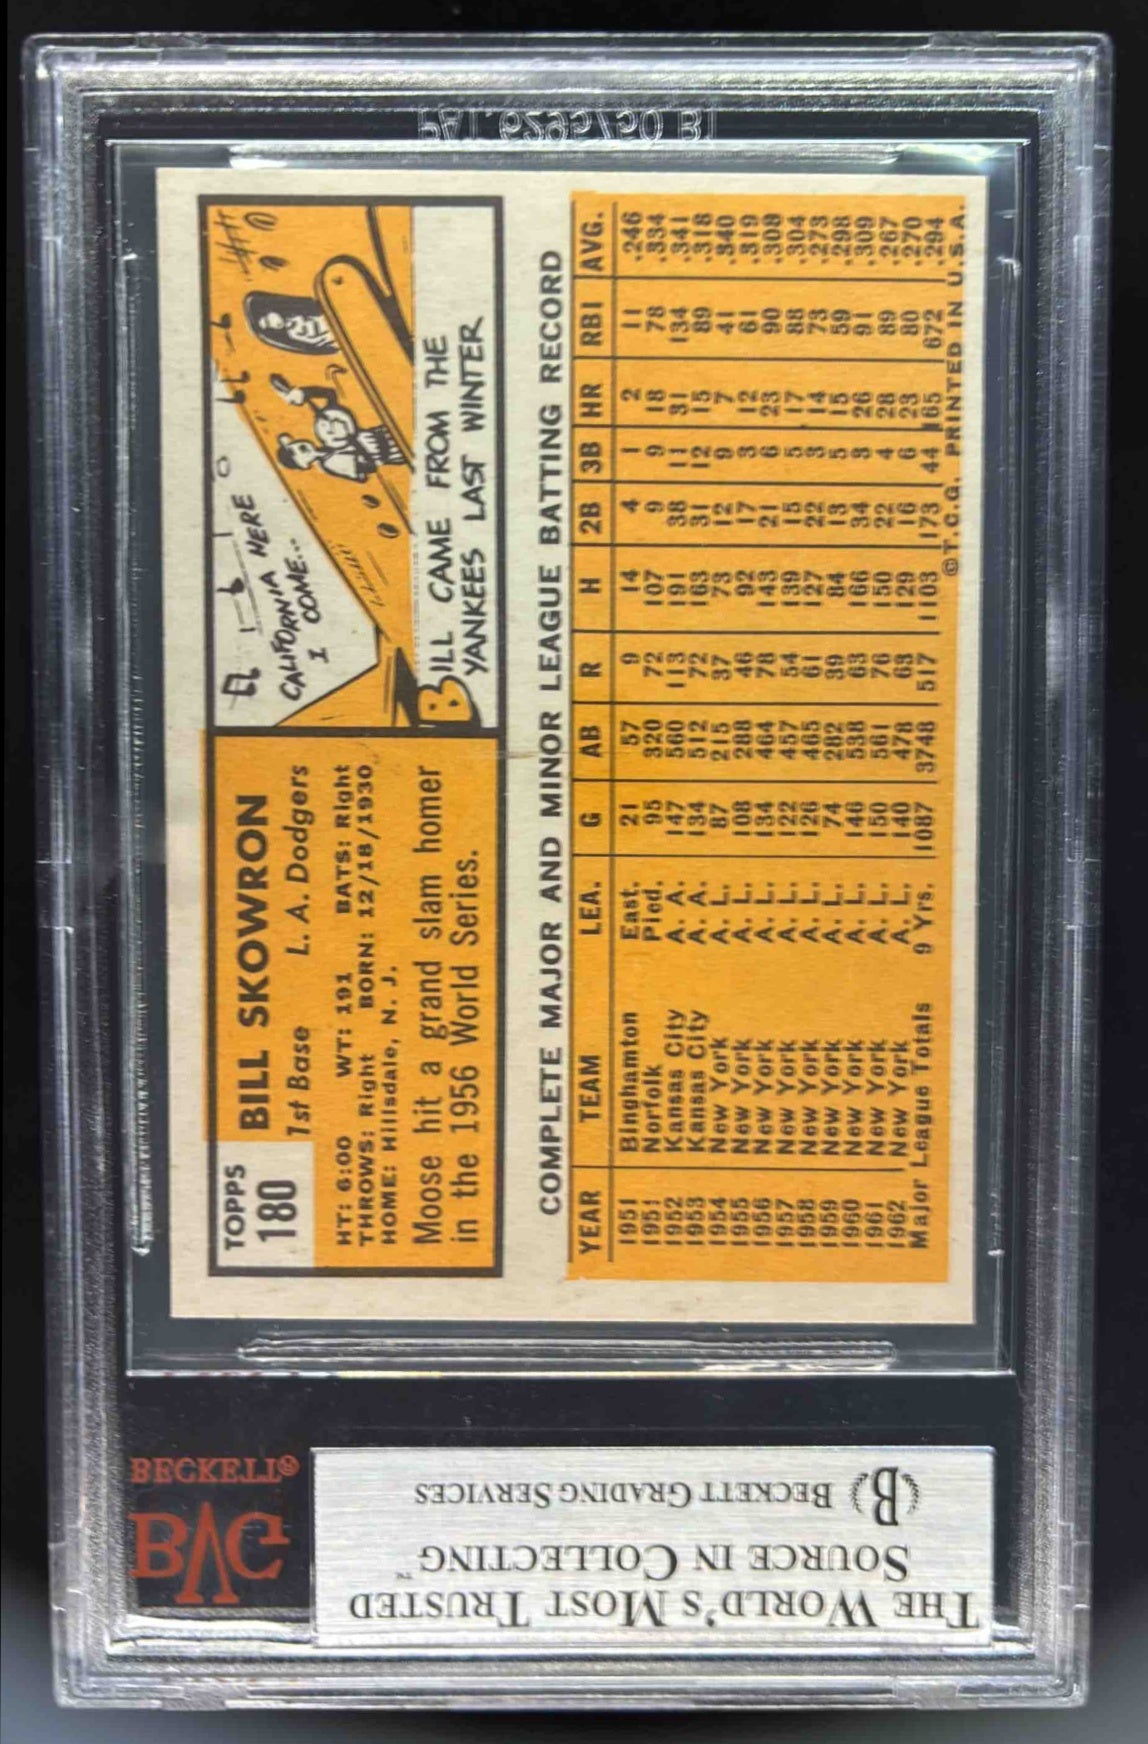 PAT.6295750 B1
TOPPS
180
BILL SKOWRON
1st Base L. A. Dodgers
HT: 6:00 WT: 191 BATS: Right
THROWS: Right BORN: 12/18/1930
HOME: Hillsdale, N. J.
Moose hit a grand slam homer
in the 1956 World Series.
CALIFORNIA HERE
I COME...
BILL CAME FROM THE
YANKEES LAST WINTER
COMPLETE MAJOR AND MINOR LEAGUE BATTING RECORD
YEAR TEAM LEA. G AB R H 2B 3B HR RBI AVG.
1951 Binghamton East. 21 57 9 14 4 1 2 11 .246
1951 Norfolk Pied. 95 320 72 107 9 9 18 78 .334
1952 Kansas City A. A. 147 560 113 191 38 11 31 134 .341
1953 Kansas City A. A. 134 512 72 163 31 12 15 89 .318
1954 New York A. L. 87 215 37 73 12 9 7 41 .340
1955 New York A. L. 108 288 46 92 17 3 12 61 .319
1956 New York A. L. 134 464 78 143 21 6 23 90 .308
1957 New York A. L. 122 457 54 139 15 5 17 88 .304
1958 New York A. L. 126 465 61 127 22 3 14 73 .273
1959 New York A. L. 74 282 39 84 13 5 15 59 .298
1960 New York A. L. 146 538 63 166 34 3 26 91 .309
1961 New York A. L. 150 561 76 150 22 4 28 89 .267
1962 New York A. L. 140 478 63 129 16 6 23 80 .270
Major League Totals 9 Yrs. 1087 3748 517 1103 173 44 165 672 .294
© T.C.G. PRINTED IN U.S.A.
THE WORLD'S MOST TRUSTED
SOURCE IN COLLECTING™
B BECKETT GRADING SERVICES
BECKETT®
BVG